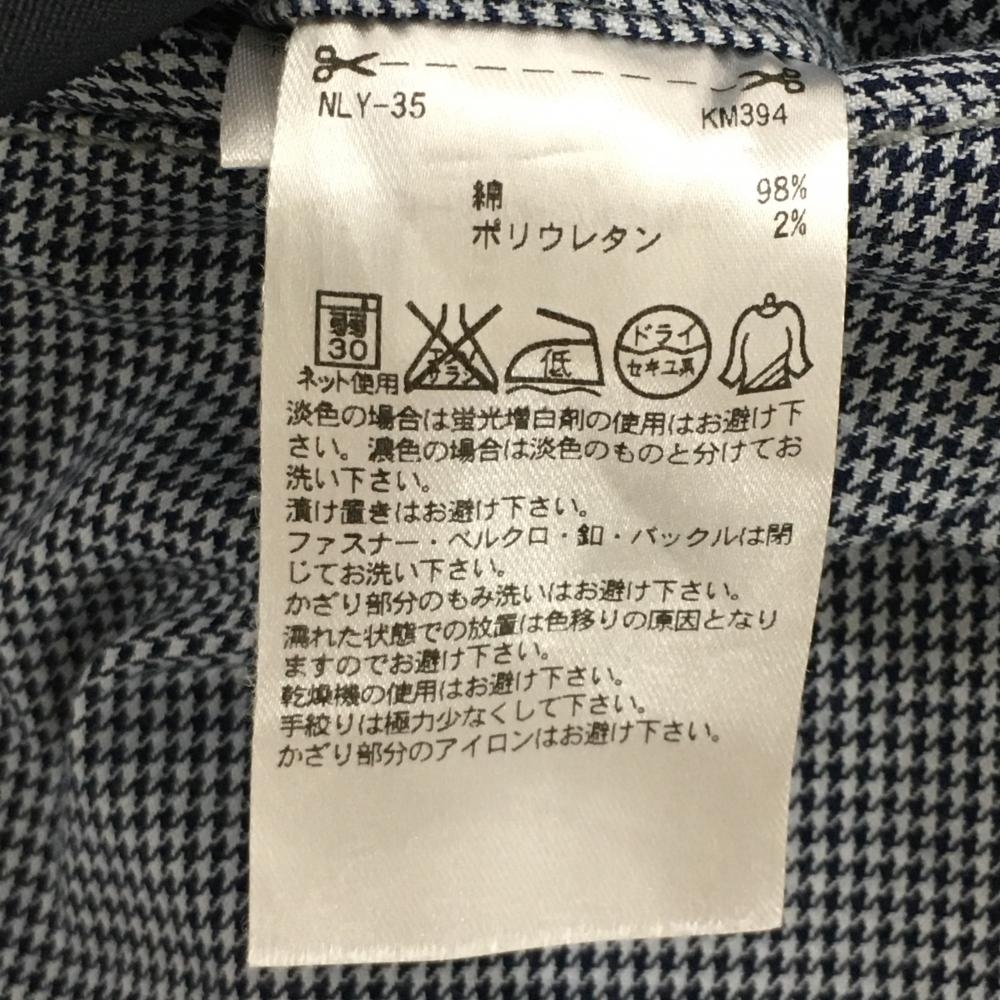 NLY-35 KM394
綿 98%
ポリウレタン 2%
弱
30
ネット使用
エンソ
サラシ
低
ドライ
セキユ系
淡色の場合は蛍光増白剤の使用はお避け下
さい。濃色の場合は淡色のものと分けてお
洗い下さい。
漬け置きはお避け下さい。
ファスナー・ベルクロ・釦・バックルは閉
じてお洗い下さい。
かざり部分のもみ洗いはお避け下さい。
濡れた状態での放置は色移りの原因となり
ますのでお避け下さい。
乾燥機の使用はお避け下さい。
手絞りは極力少なくして下さい。
かざり部分のアイロンはお避け下さい。